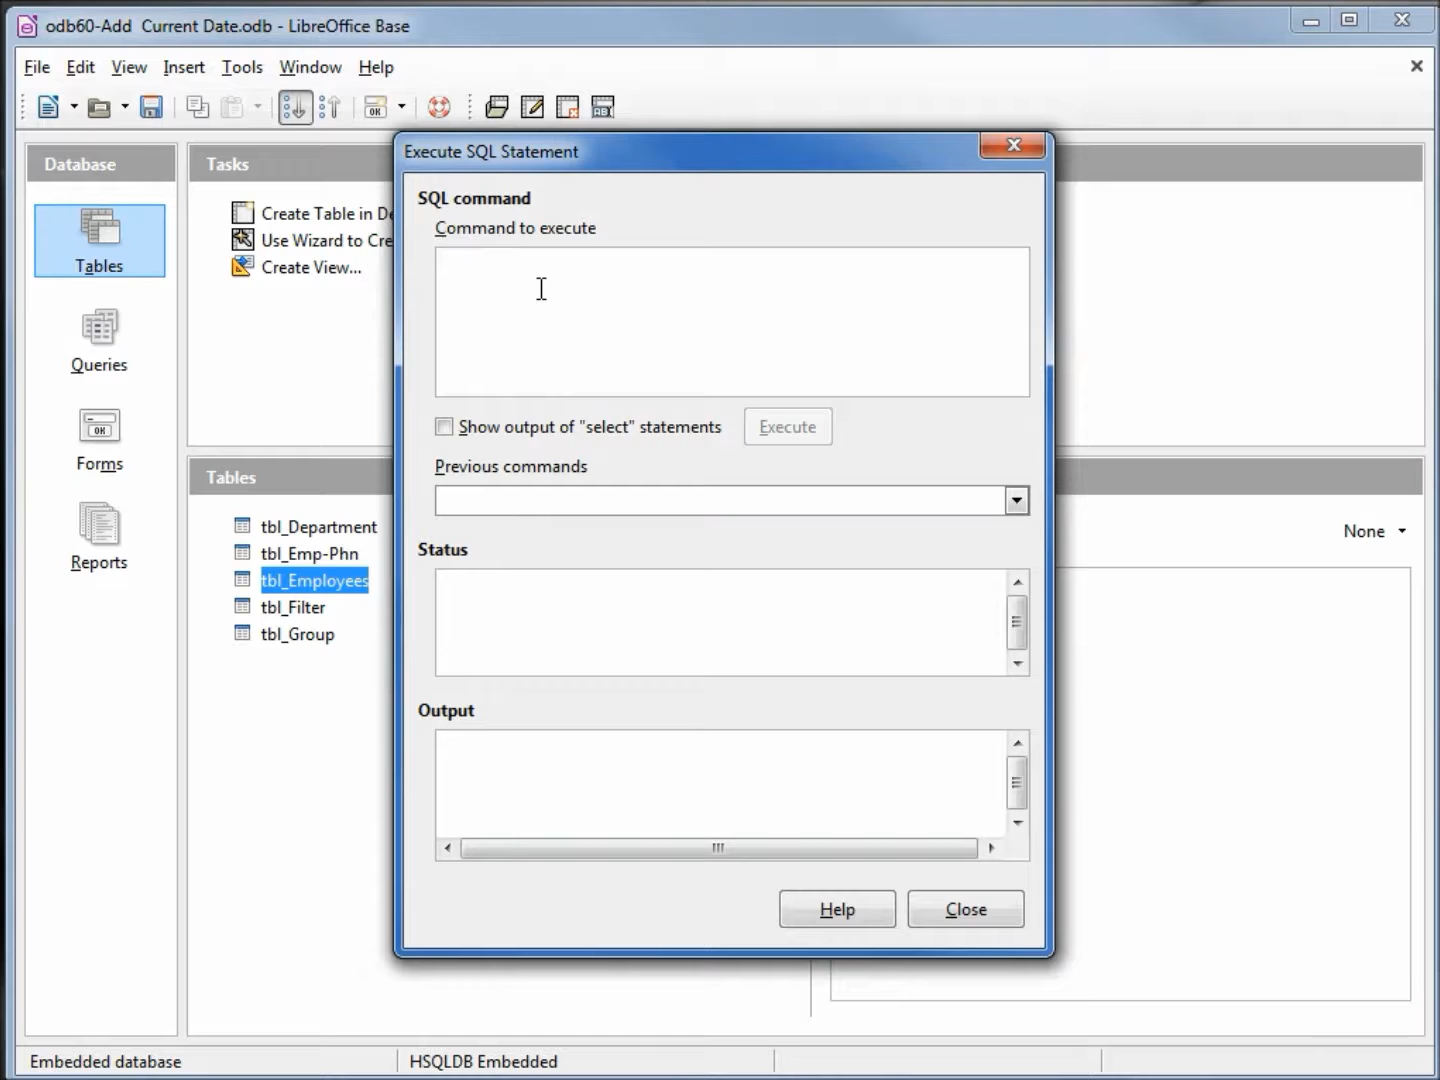 odb60-Add  Current Date.odb - LibreOffice Base
File Edit View Insert Tools Window Help
OK
Database
Tables
Queries
OK
Forms
Reports
Tasks
Create Table in De
Use Wizard to Cre
Create View...
Tables
tbl_Department
tbl_Emp-Phn
tbl_Employees
tbl_Filter
tbl_Group
None
Execute SQL Statement
SQL command
Command to execute
Show output of "select" statements
Execute
Previous commands
Status
Output
Help
Close
Embedded database
HSQLDB Embedded